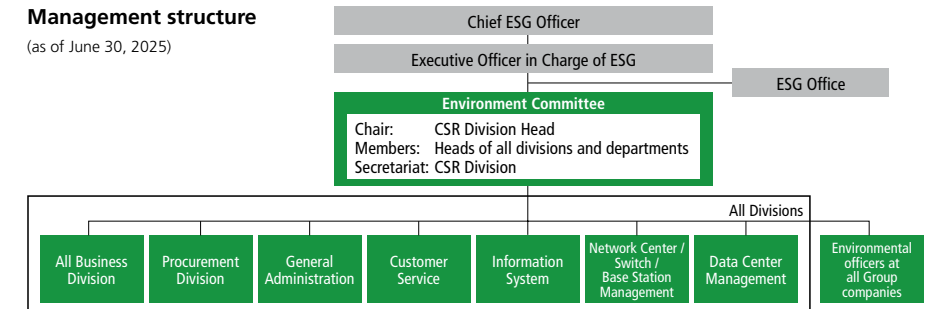 Management structure
(as of June 30, 2025)
Chief ESG Officer
Executive Officer in Charge of ESG
ESG Office
Environment Committee
Chair: CSR Division Head
Members: Heads of all divisions and departments
Secretariat: CSR Division
All Divisions
All Business
Division
Procurement
Division
General
Administration
Customer
Service
Information
System
Network Center /
Switch /
Base Station
Management
Data Center
Management
Environmental
officers at
all Group
companies